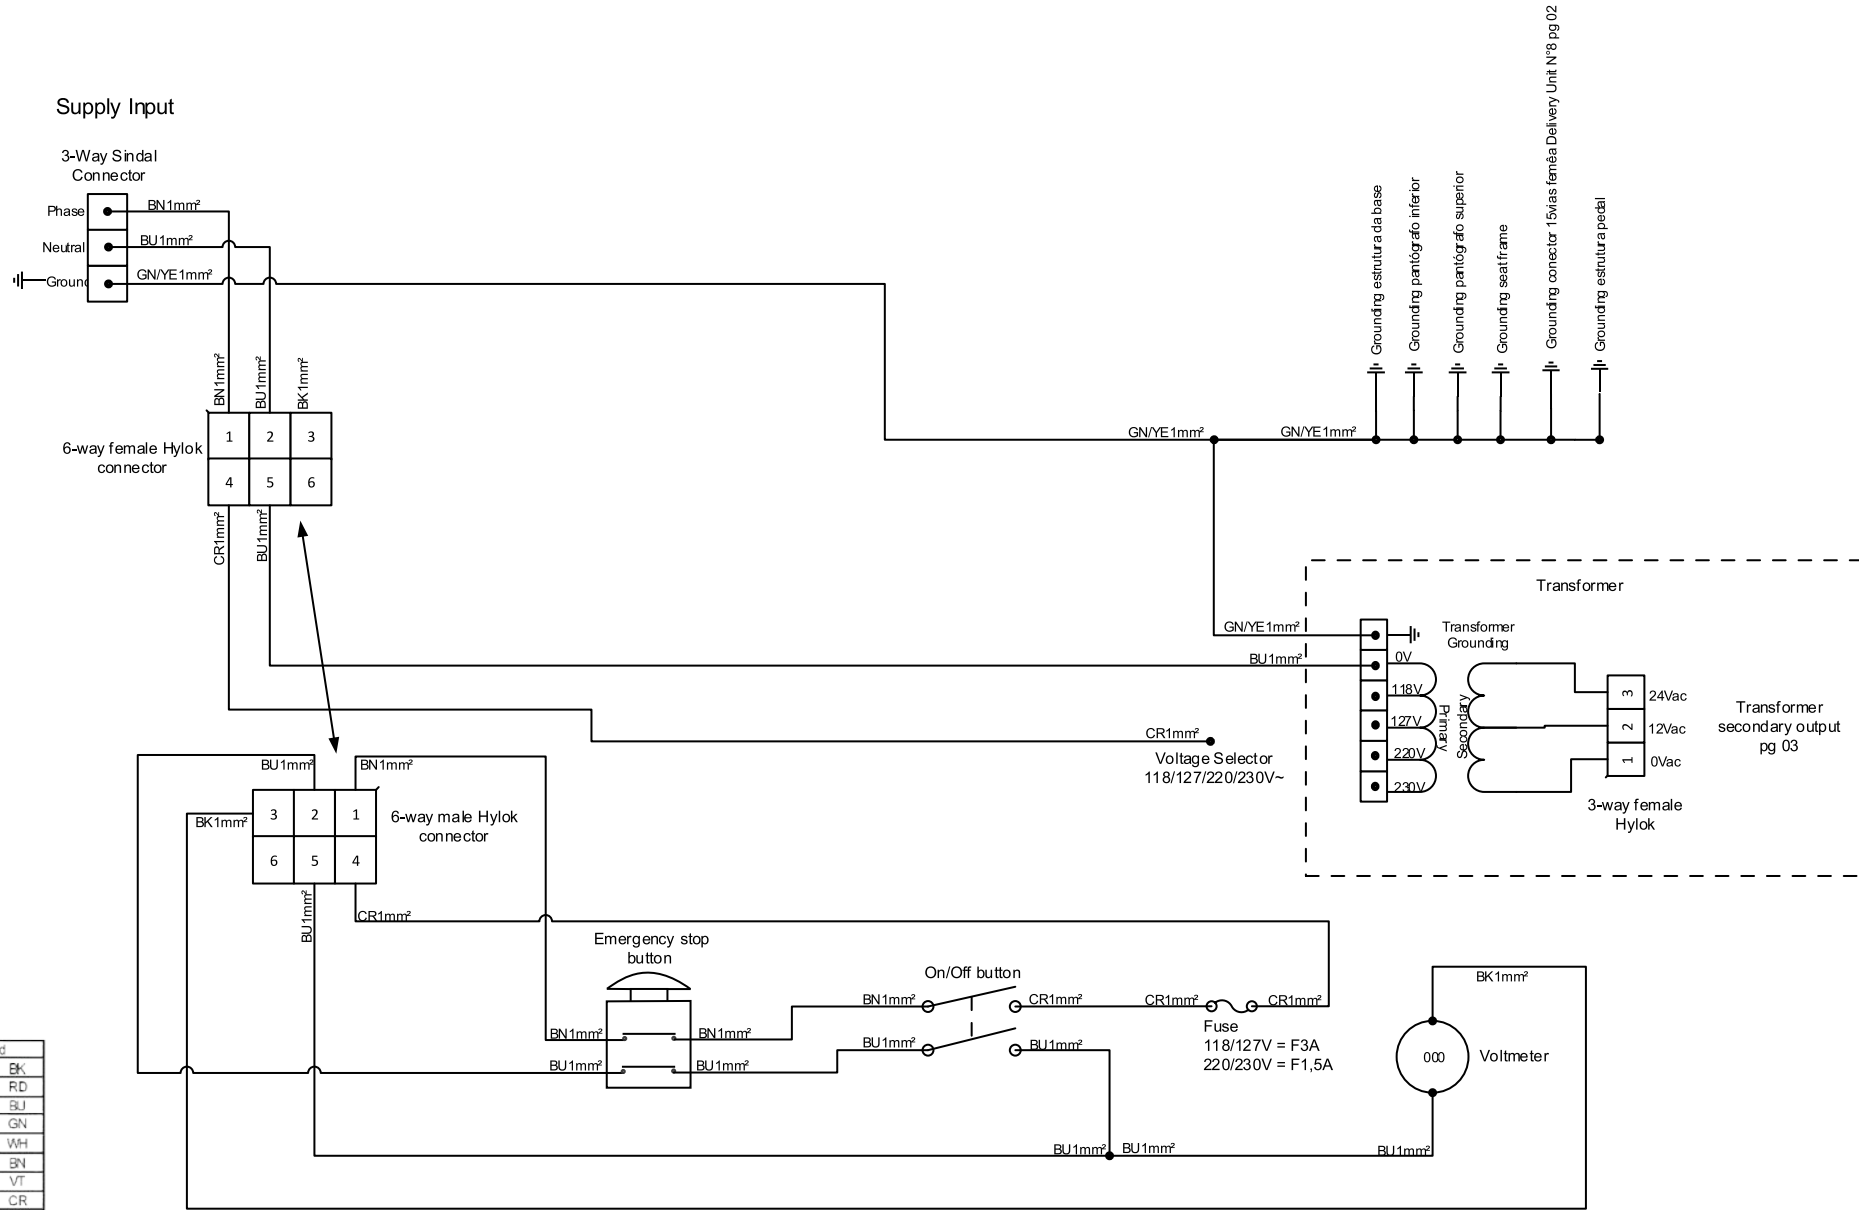 Supply Input
3-Way Sindal
Connector
Phase
BN1mm²
Neutral
BU1mm²
Ground
GN/YE1mm²
BN1mm²
BU1mm²
BK1mm²
6-way female Hylok
connector
1
2
3
4
5
6
CR1mm²
BU1mm²
Grounding estrutura da base
Grounding pantógrafo inferior
Grounding pantógrafo superior
Grounding seat frame
Grounding conector 15vias femêa Delivery Unit N°8 pg 02
Grounding estrutura pedal
GN/YE1mm²
GN/YE1mm²
GN/YE1mm²
BU1mm²
CR1mm²
Voltage Selector
118/127/220/230V~
Transformer
Transformer
Grounding
0V
118V
127V
220V
230V
Primary
Secondary
3
2
1
24Vac
12Vac
0Vac
3-way female
Hylok
Transformer
secondary output
pg 03
BU1mm²
BN1mm²
BK1mm²
3
2
1
6
5
4
6-way male Hylok
connector
BU1mm²
CR1mm²
Emergency stop
button
BN1mm²
BN1mm²
BU1mm²
BU1mm²
On/Off button
BN1mm²
CR1mm²
BU1mm²
BU1mm²
CR1mm²
CR1mm²
Fuse
118/127V = F3A
220/230V = F1,5A
BK1mm²
000
Voltmeter
BU1mm²
BU1mm²
BU1mm²
d
BK
RD
BU
GN
WH
BN
VT
CR